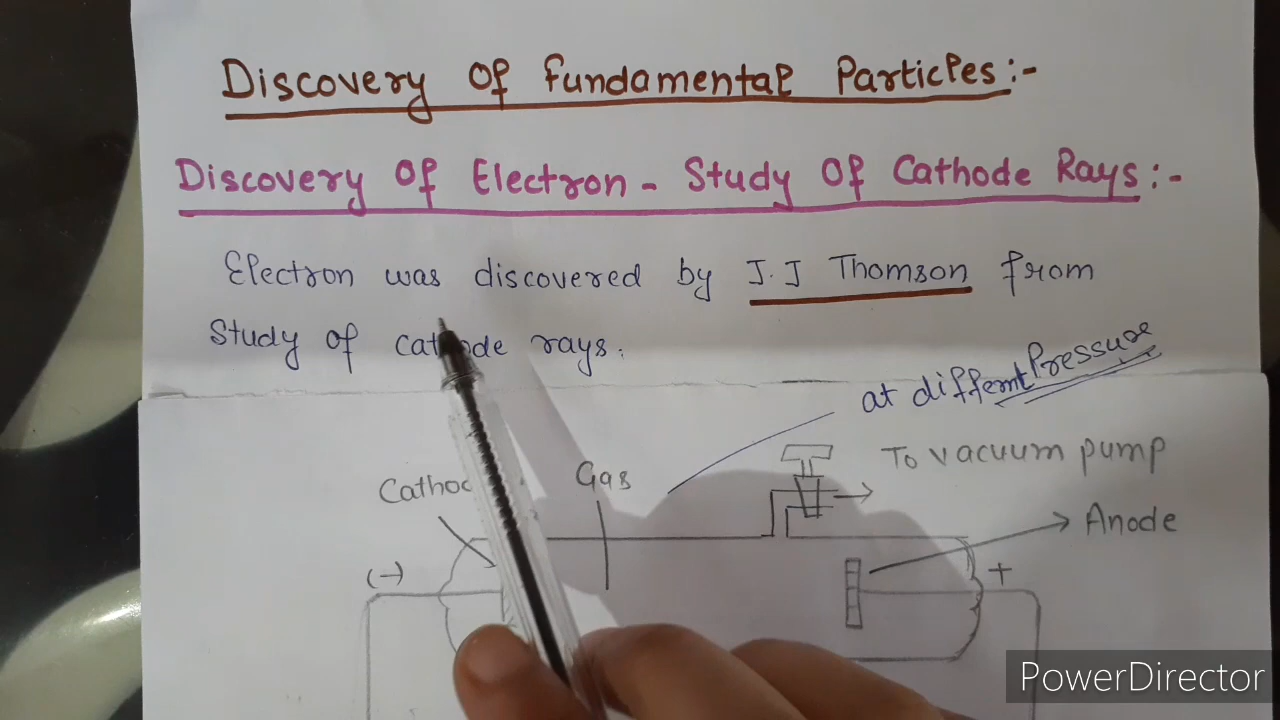 Discovery Of Fundamental Particles:-
Discovery Of Electron - Study Of Cathode Rays:-
Electron was discovered by J.J Thomson from
Study of cathode rays.
at differnt Pressure
To vacuum pump
Gas
Anode
(-)
+
PowerDirector